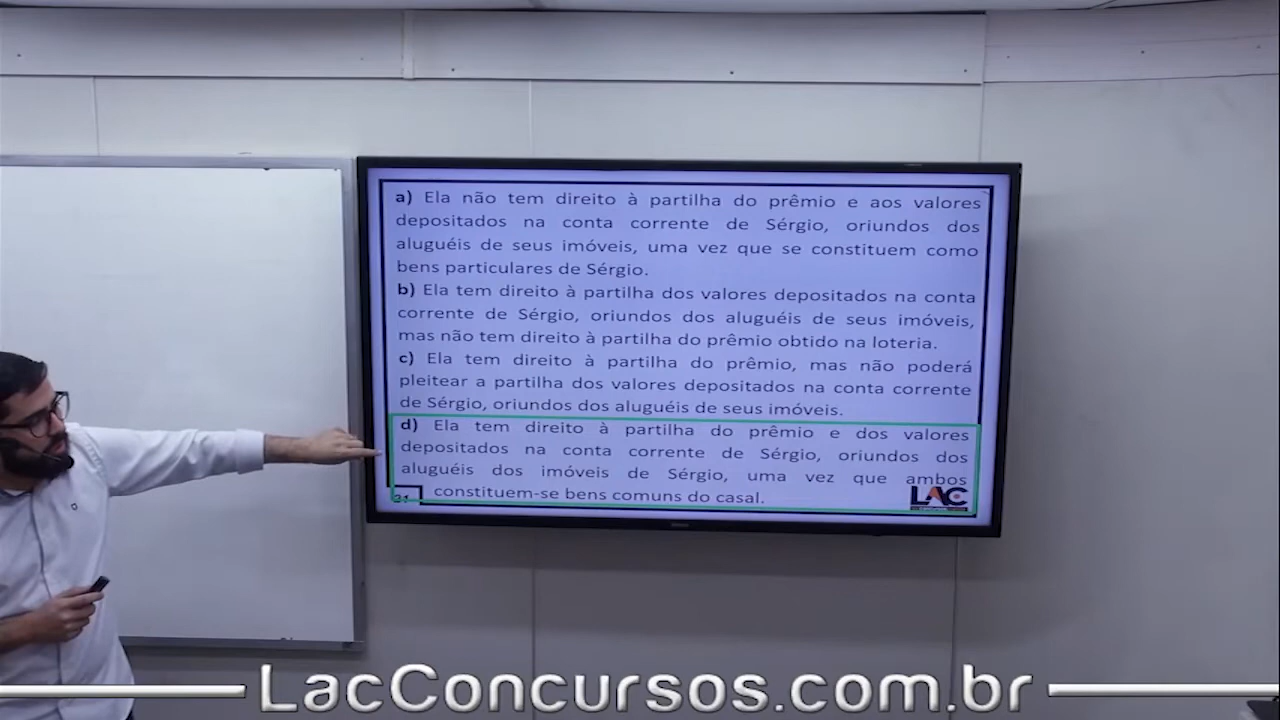 a) Ela não tem direito à partilha do prêmio e aos valores
depositados na conta corrente de Sérgio, oriundos dos
aluguéis de seus imóveis, uma vez que se constituem como
bens particulares de Sérgio.
b) Ela tem direito à partilha dos valores depositados na conta
corrente de Sérgio, oriundos dos aluguéis de seus imóveis,
mas não tem direito à partilha do prêmio obtido na loteria.
c) Ela tem direito à partilha do prêmio, mas não poderá
pleitear a partilha dos valores depositados na conta corrente
de Sérgio, oriundos dos aluguéis de seus imóveis.
d) Ela tem direito à partilha do prêmio e dos valores
depositados na conta corrente de Sérgio, oriundos dos
aluguéis dos imóveis de Sérgio, uma vez que ambos
constituem-se bens comuns do casal.
LAC
LacConcursos.com.br